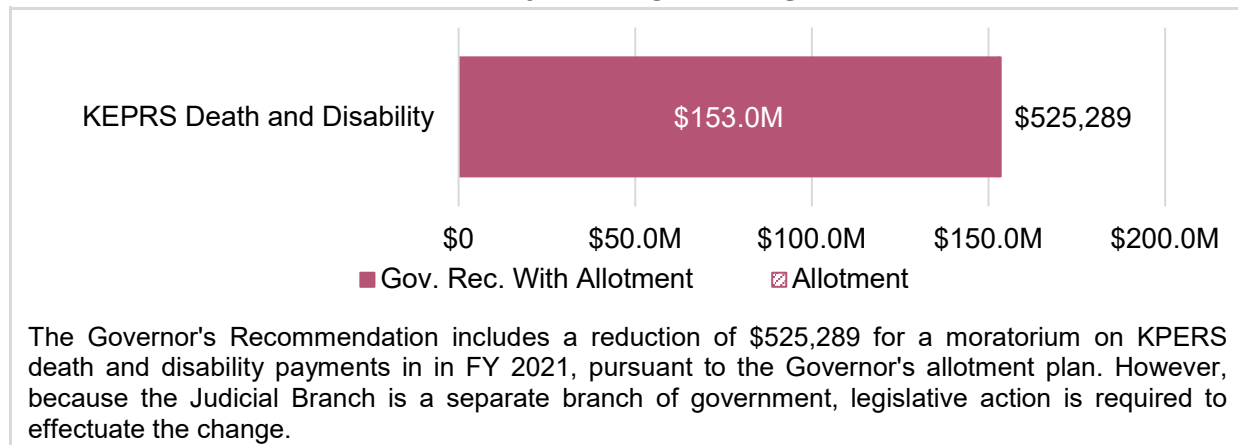 KEPRS Death and Disability
$153.0M
$525,289
$0 $50.0M $100.0M $150.0M $200.0M
Gov. Rec. With Allotment Allotment
The Governor's Recommendation includes a reduction of $525,289 for a moratorium on KPERS
death and disability payments in in FY 2021, pursuant to the Governor's allotment plan. However,
because the Judicial Branch is a separate branch of government, legislative action is required to
effectuate the change.